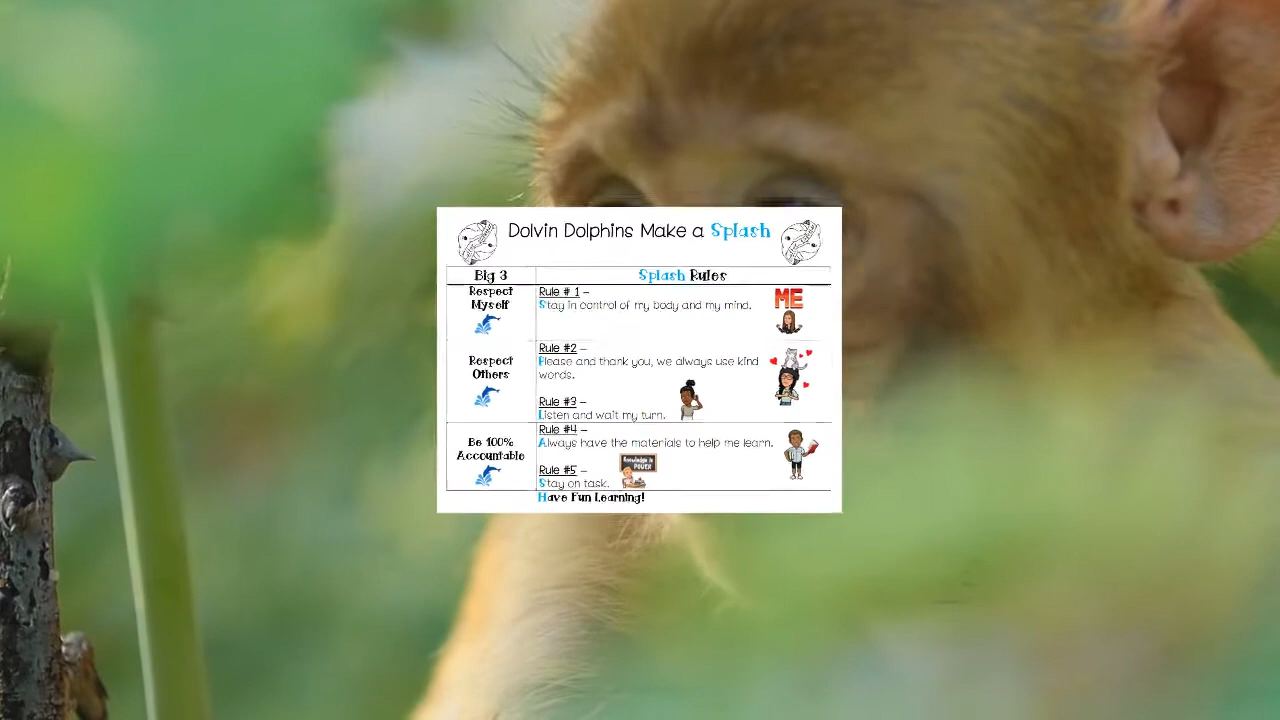 Dolvin Dolphins Make a Splash
Big 3
Splash Rules
Respect
Myself
Rule # 1 –
Stay in control of my body and my mind.
ME
Respect
Others
Rule #2 –
Please and thank you, we always use kind
words.
Rule #3 –
Listen and wait my turn.
Be 100%
Accountable
Rule #4 –
Always have the materials to help me learn.
Rule #5 –
Stay on task.
Knowledge is
POWER
Have Fun Learning!